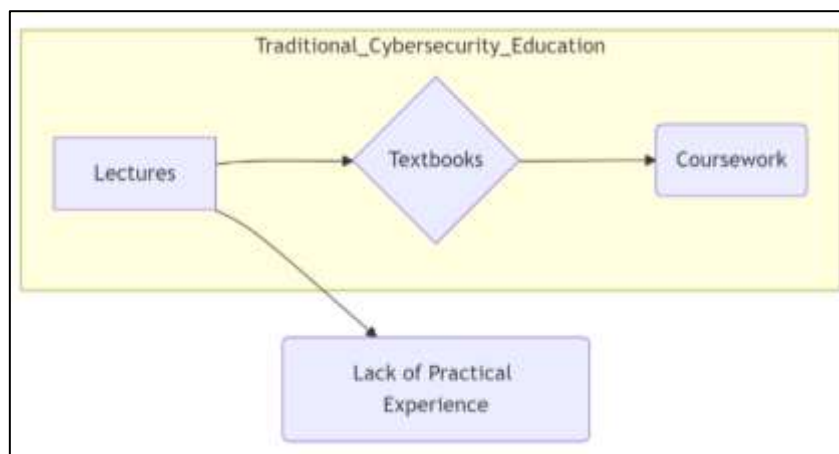 Traditional_Cybersecurity_Education
Lectures
Textbooks
Coursework
Lack of Practical
Experience